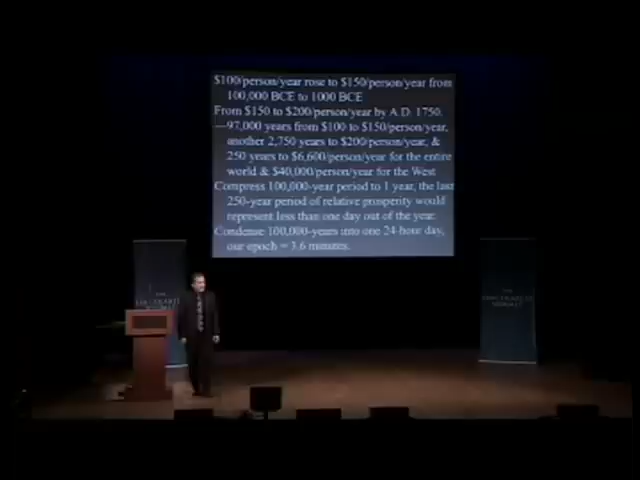 $100/person/year rose to $150/person/year from
100,000 BCE to 1000 BCE
From $150 to $200/person/year by A.D. 1750.
—97,000 years from $100 to $150/person/year,
another 2,750 years to $200/person/year, &
250 years to $6,600/person/year for the entire
world & $40,000/person/year for the West
Compress 100,000-year period to 1 year, the last
250-year period of relative prosperity would
represent less than one day out of the year.
Condense 100,000-years into one 24-hour day,
our epoch = 3.6 minutes.
THE
THE